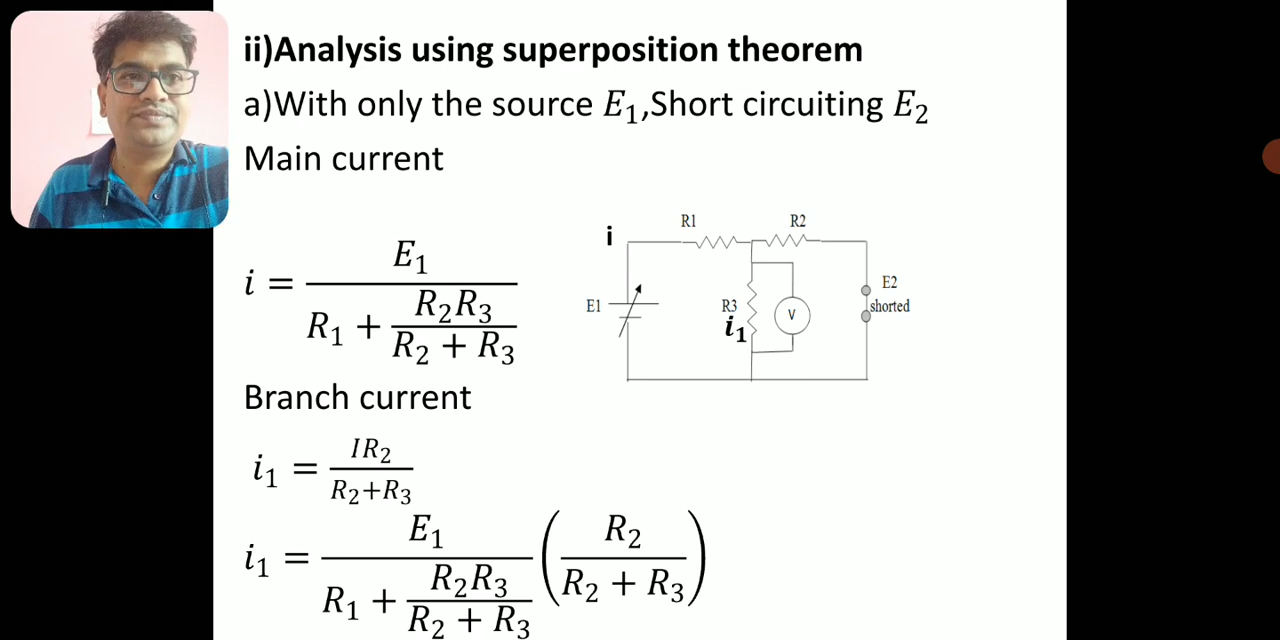 ii)Analysis using superposition theorem
a)With only the source E₁,Short circuiting E₂
Main current
i = E₁ / (R₁ + R₂R₃ / (R₂ + R₃))
i
R1
R2
E1
R3
i₁
V
E2
shorted
Branch current
i₁ = IR₂ / (R₂+R₃)
i₁ = E₁ / (R₁ + R₂R₃ / (R₂ + R₃)) (R₂ / (R₂ + R₃))